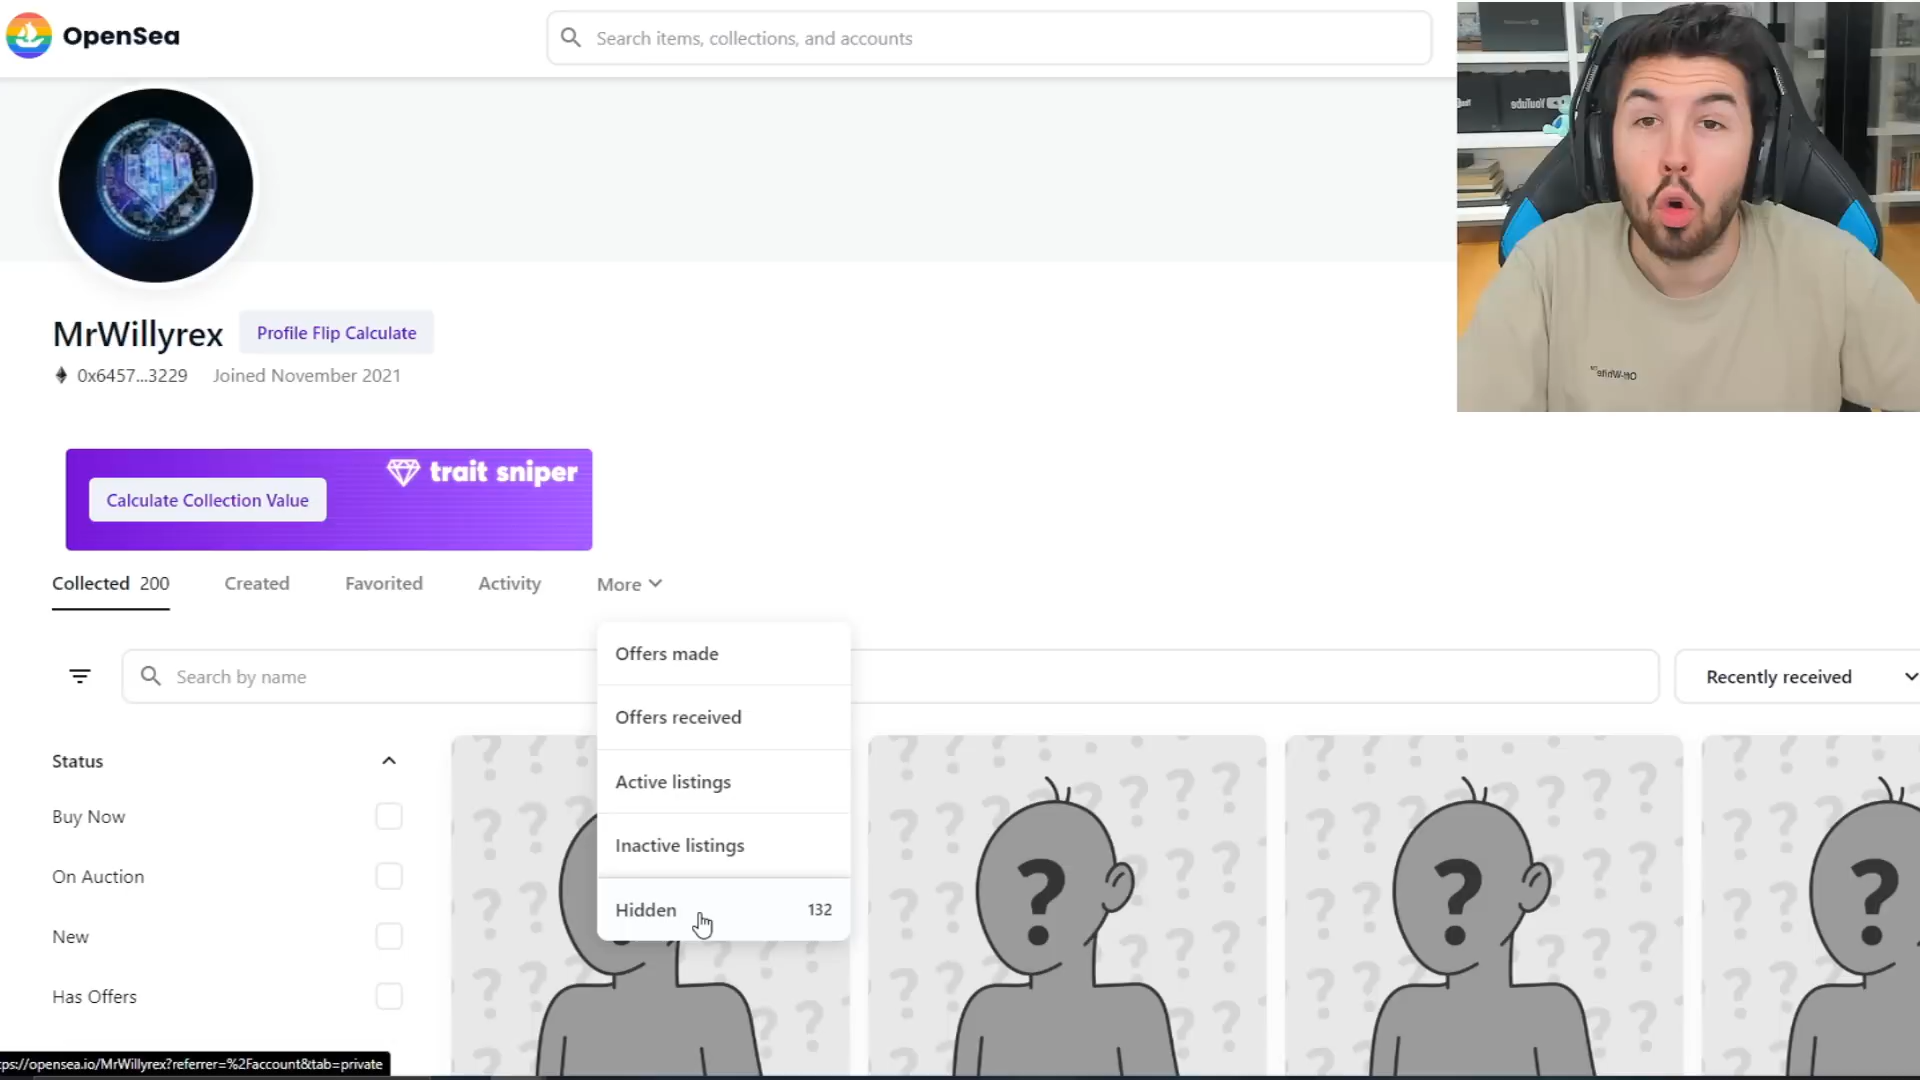 OpenSea
Search items, collections, and accounts
YouTube
Off-White™
MrWillyrex
Profile Flip Calculate
0x6457...3229
Joined November 2021
trait sniper
Calculate Collection Value
Collected 200
Created
Favorited
Activity
More
Offers made
Search by name
Recently received
Offers received
Status
Active listings
Buy Now
Inactive listings
On Auction
Hidden 132
New
Has Offers
ps://opensea.io/MrWillyrex?referrer=%2Faccount&tab=private